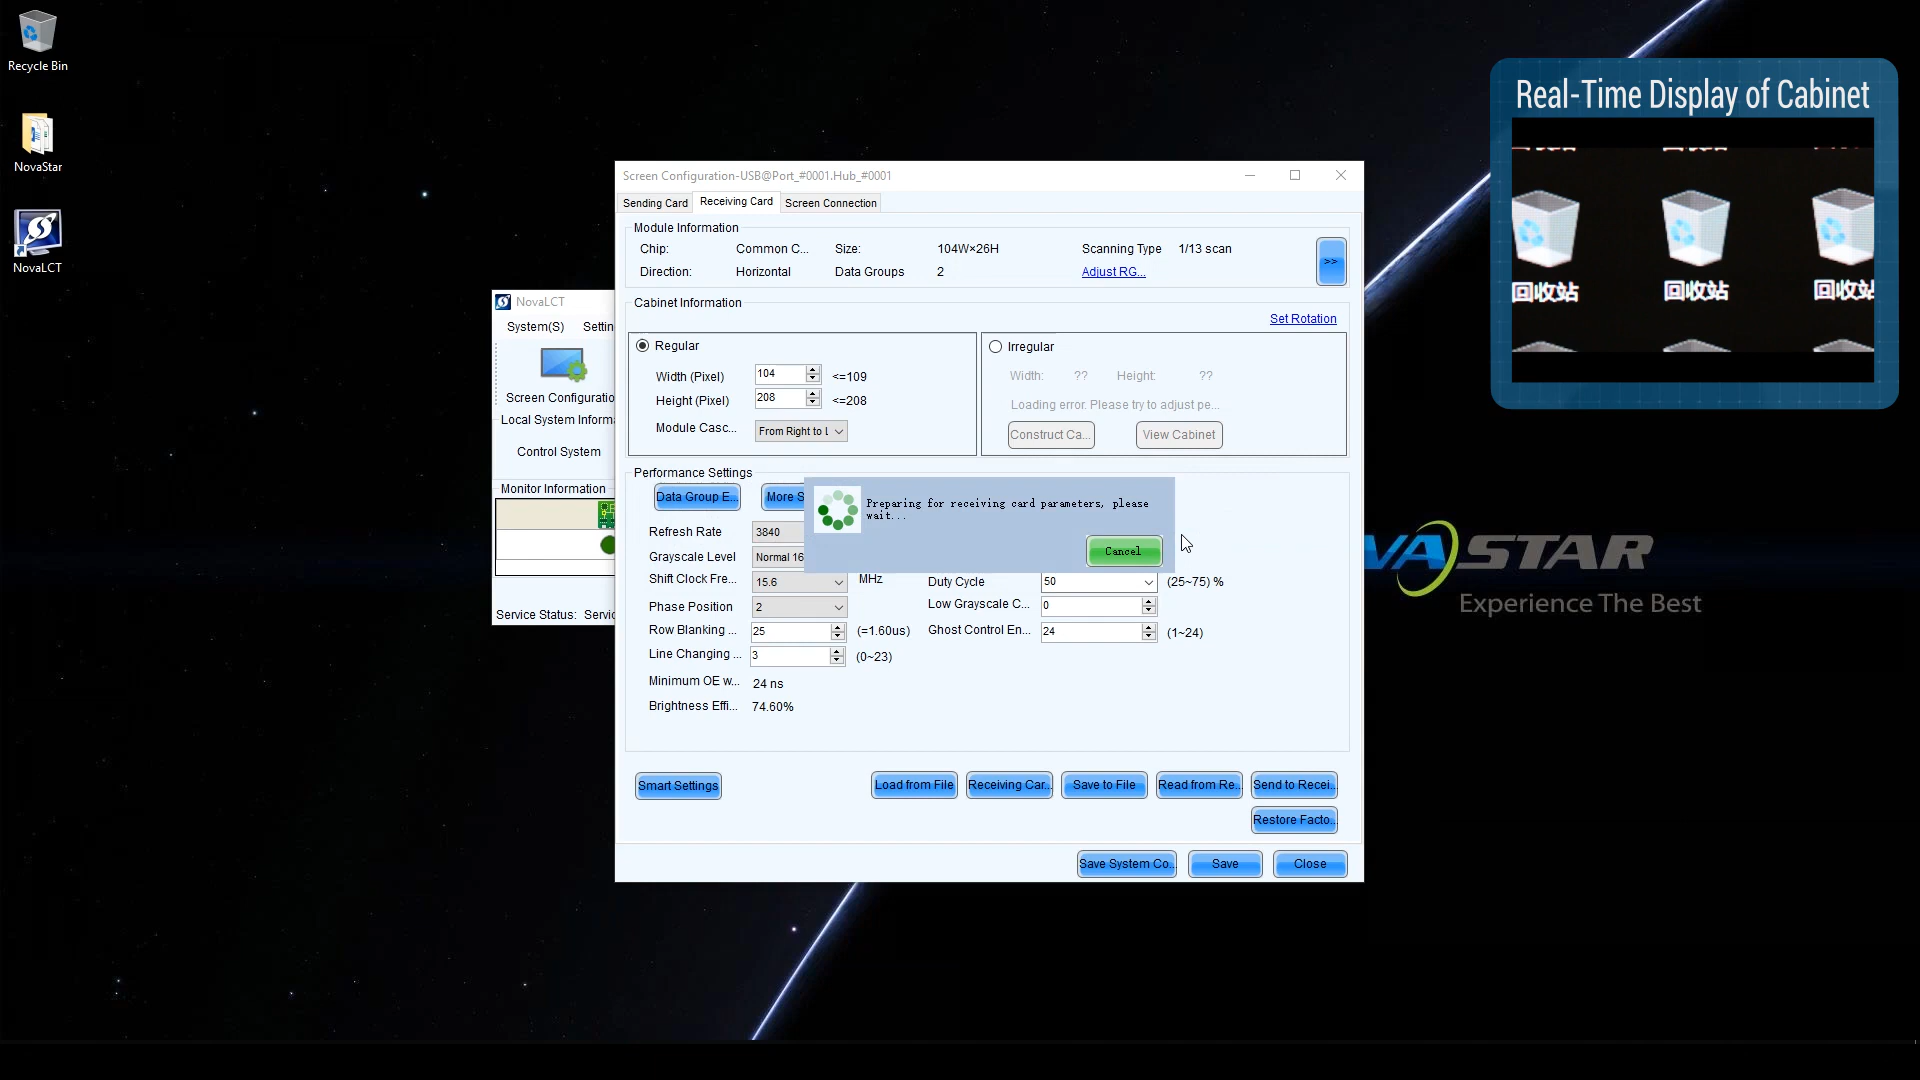 Recycle Bin
NovaStar
NovaLCT
Real-Time Display of Cabinet
回收站 回收站 回收站
Screen Configuration-USB@Port_#0001.Hub_#0001
Sending Card Receiving Card Screen Connection
Module Information
Chip: Common C... Size: 104W×26H Scanning Type 1/13 scan
Direction: Horizontal Data Groups 2 Adjust RG...
>>
Cabinet Information
Set Rotation
Regular
Width (Pixel) 104 <=109
Height (Pixel) 208 <=208
Module Casc... From Right to L
Irregular
Width: ?? Height: ??
Loading error. Please try to adjust pe...
Construct Ca... View Cabinet
Performance Settings
Data Group E... More S
Preparing for receiving card parameters, please
wait...
Cancel
Refresh Rate 3840
Grayscale Level Normal 16
Shift Clock Fre... 15.6 MHz Duty Cycle 50 (25~75) %
Phase Position 2 Low Grayscale C... 0
Row Blanking ... 25 (=1.60us) Ghost Control En... 24 (1~24)
Line Changing ... 3 (0~23)
Minimum OE w... 24 ns
Brightness Effi... 74.60%
Smart Settings Load from File Receiving Car... Save to File Read from Re... Send to Recei...
Restore Facto...
Save System Co... Save Close
NovaLCT
System(S) Settin
Screen Configuratio
Local System Inform
Control System
Monitor Information
Service Status: Servic
VASTAR
Experience The Best